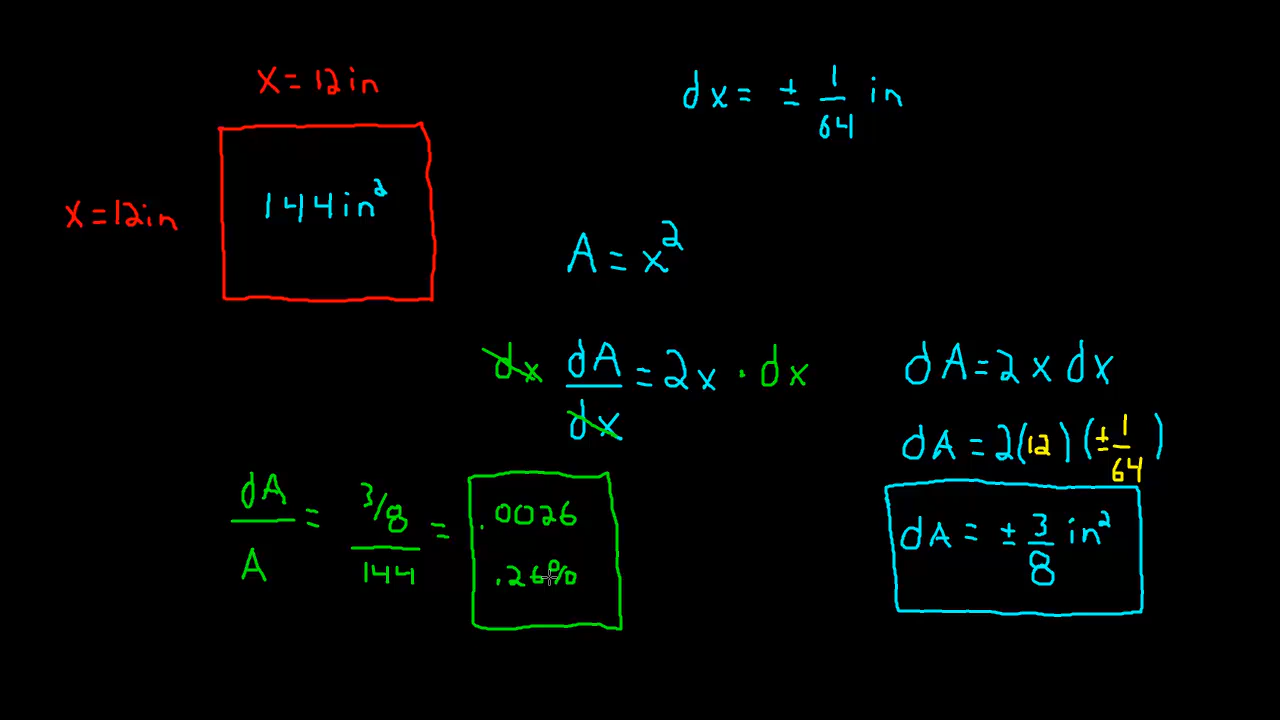 x = 12in
dx = ± 1/64 in
144in²
x = 12in
A = x²
dx dA/dx = 2x · dx
dA = 2x dx
dA = 2(12)(± 1/64)
dA/A = 3/8/144 = .0026
.26%
dA = ± 3/8 in²